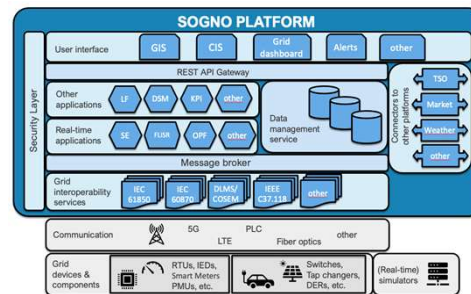 SOGNO PLATFORM
Security Layer
User interface
GIS
CIS
Grid
dashboard
Alerts
other
REST API Gateway
Other
applications
LF
DSM
KPI
other
Real-time
applications
SE
FLISR
OPF
other
Data
management
service
Message broker
Grid
interoperability
services
IEC
61850
IEC
60870
DLMS/
COSEM
IEEE
C37.118
other
Connectors to
other platforms
TSO
Market
Weather
other
Communication
5G
LTE
PLC
Fiber optics
other
Grid
devices &
components
RTUs, IEDs,
Smart Meters
PMUs, etc.
Switches,
Tap changers,
DERs, etc.
(Real-time)
simulators